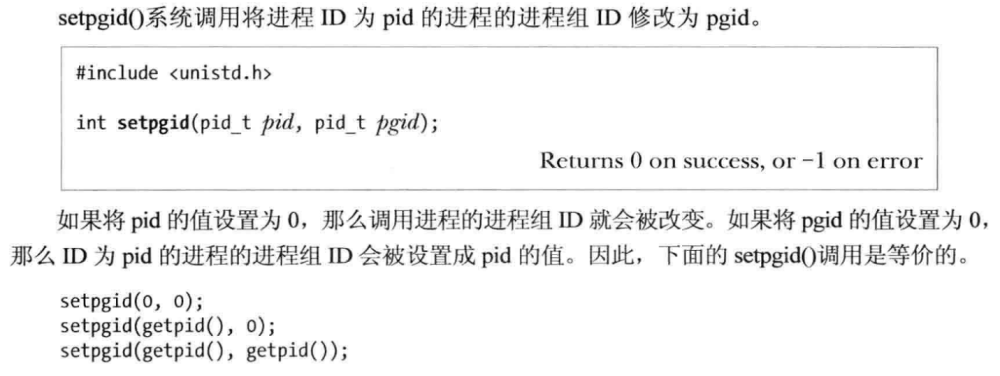 setpgid()系统调用将进程 ID 为 pid 的进程的进程组 ID 修改为 pgid。
#include <unistd.h>
int setpgid(pid_t pid, pid_t pgid);
Returns 0 on success, or −1 on error
如果将 pid 的值设置为 0，那么调用进程的进程组 ID 就会被改变。如果将 pgid 的值设置为 0，
那么 ID 为 pid 的进程的进程组 ID 会被设置成 pid 的值。因此，下面的 setpgid()调用是等价的。
setpgid(0, 0);
setpgid(getpid(), 0);
setpgid(getpid(), getpid());